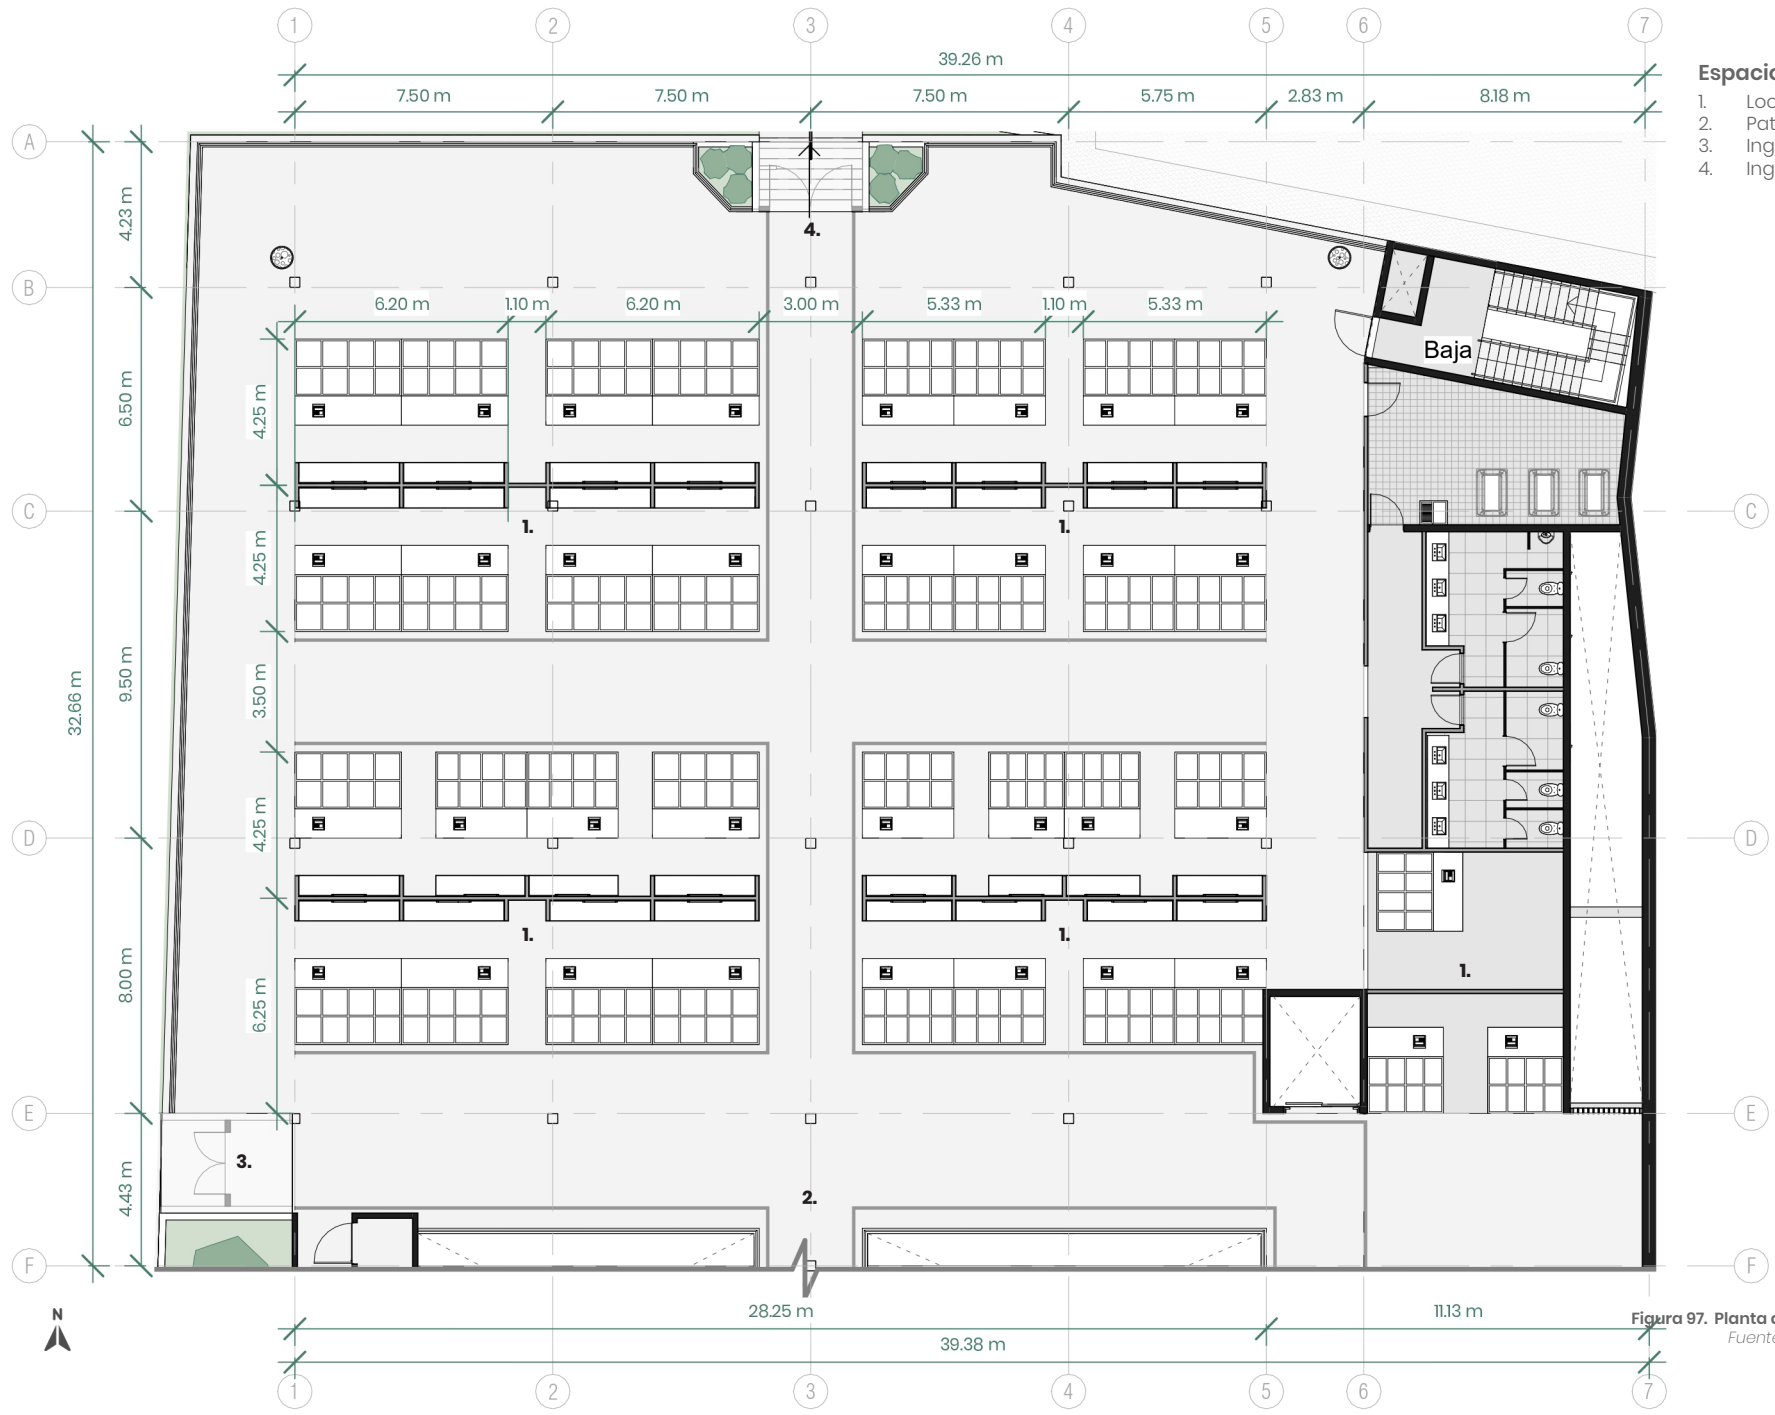 1 2 3 4 5 6 7
39.26 m
7.50 m 7.50 m 7.50 m 5.75 m 2.83 m 8.18 m
Espacio
1. Loc
2. Pat
3. Ing
4. Ing
A
4.23 m
4.
B
6.20 m 1.10 m 6.20 m 3.00 m 5.33 m 1.10 m 5.33 m
Baja
6.50 m
4.25 m
C C
1. 1.
4.25 m
32.66 m
9.50 m
3.50 m
4.25 m
D D
1. 1.
1.
8.00 m
6.25 m
E E
3.
4.43 m
2.
F F
N
28.25 m 11.13 m
Figura 97. Planta
Fuente
39.38 m
1 2 3 4 5 6 7